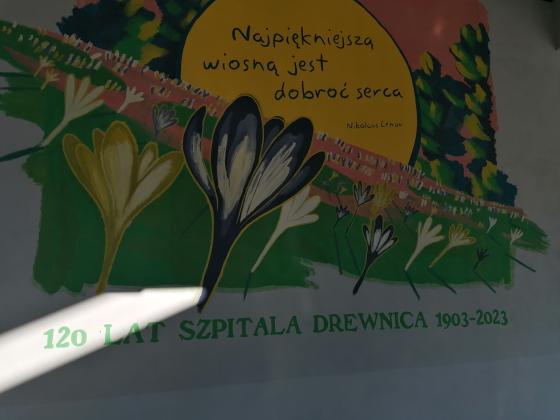 Najpiękniejszą
wiosną jest
dobroć serca
120 LAT SZPITALA DREWNICA 1903-2023